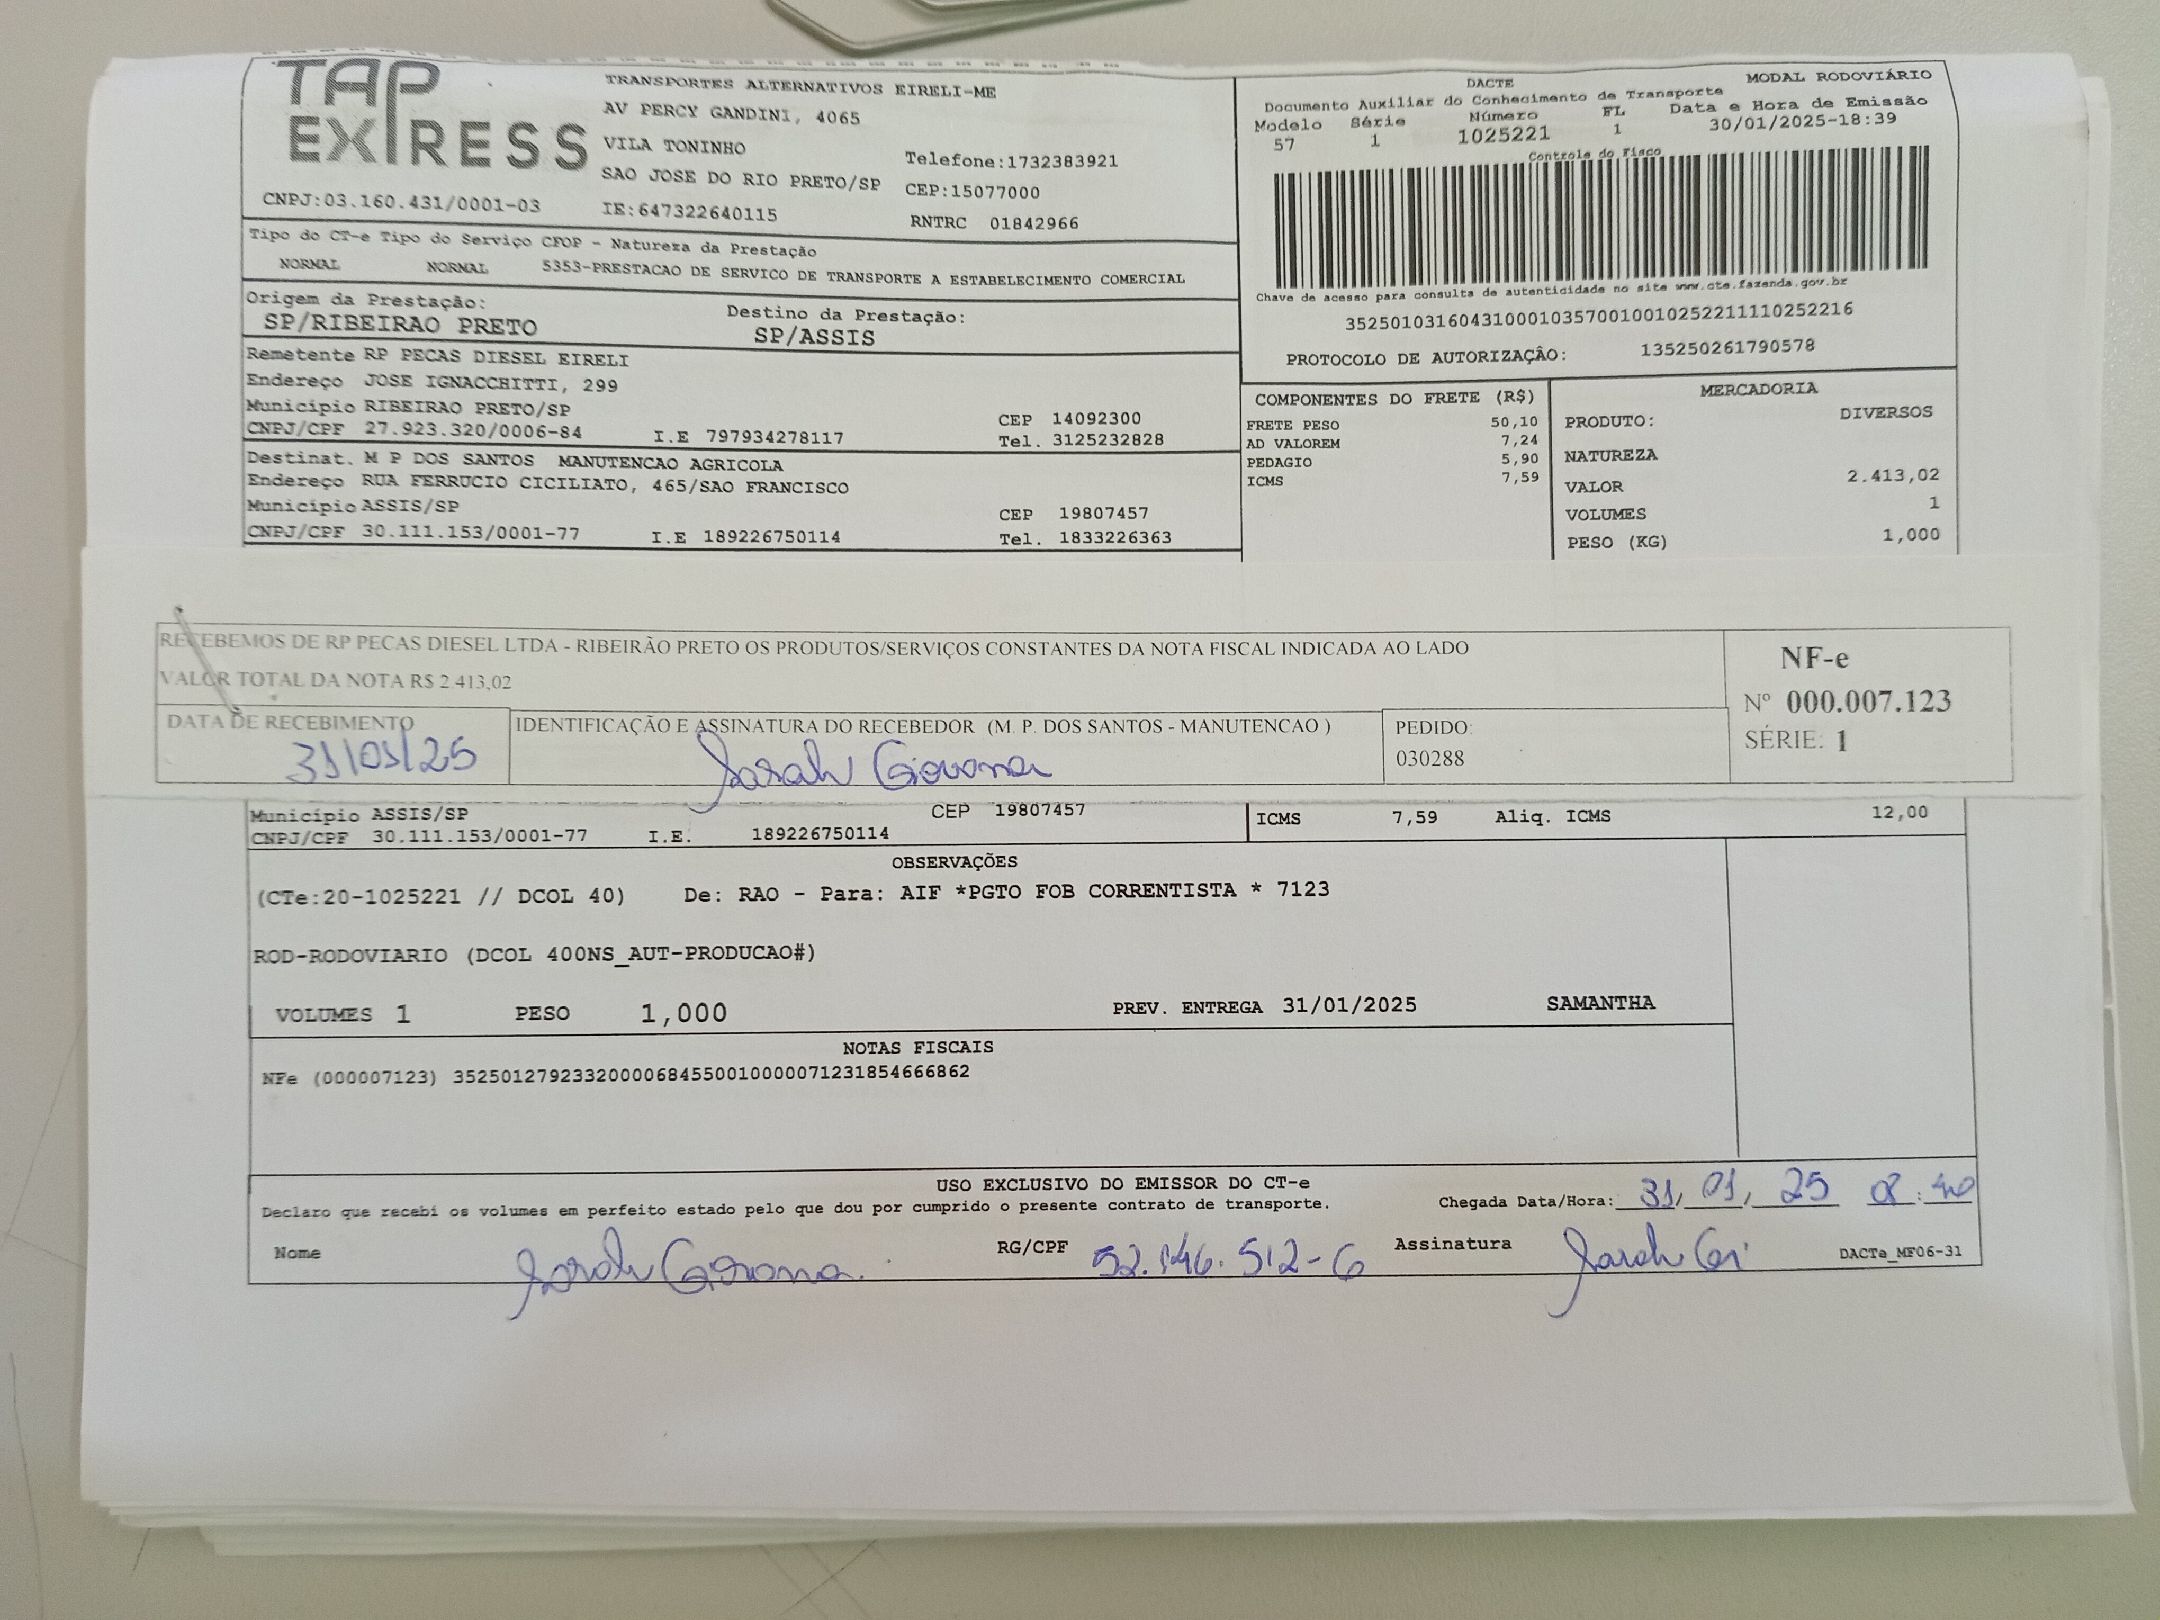 TAP
EXPRESS
TRANSPORTES ALTERNATIVOS EIRELI-ME
AV PERCY GANDINI, 4065
VILA TONINHO
SAO JOSE DO RIO PRETO/SP
Telefone:1732383921
CEP:15077000
CNPJ:03.160.431/0001-03 IE:647322640115 RNTRC 01842966
DACTE MODAL RODOVIÁRIO
Documento Auxiliar do Conhecimento de Transporte
Modelo Série Número FL Data e Hora de Emissão
57 1 1025221 1 30/01/2025-18:39
Controle do Fisco
Chave de acesso para consulta de autenticidade no site www.cte.fazenda.gov.br
35250103160431000103570010010252211110252216
PROTOCOLO DE AUTORIZAÇÃO: 135250261790578
Tipo do CT-e Tipo do Serviço CFOP - Natureza da Prestação
NORMAL NORMAL 5353-PRESTACAO DE SERVICO DE TRANSPORTE A ESTABELECIMENTO COMERCIAL
Origem da Prestação: Destino da Prestação:
SP/RIBEIRAO PRETO SP/ASSIS
Remetente RP PECAS DIESEL EIRELI
Endereço JOSE IGNACCHITTI, 299
Município RIBEIRAO PRETO/SP CEP 14092300
CNPJ/CPF 27.923.320/0006-84 I.E 797934278117 Tel. 3125232828
Destinat. M P DOS SANTOS MANUTENCAO AGRICOLA
Endereço RUA FERRUCIO CICILIATO, 465/SAO FRANCISCO
Município ASSIS/SP CEP 19807457
CNPJ/CPF 30.111.153/0001-77 I.E 189226750114 Tel. 1833226363
COMPONENTES DO FRETE (R$)
FRETE PESO 50,10
AD VALOREM 7,24
PEDAGIO 5,90
ICMS 7,59
MERCADORIA
PRODUTO: DIVERSOS
NATUREZA
VALOR 2.413,02
VOLUMES 1
PESO (KG) 1,000
RECEBEMOS DE RP PECAS DIESEL LTDA - RIBEIRÃO PRETO OS PRODUTOS/SERVIÇOS CONSTANTES DA NOTA FISCAL INDICADA AO LADO
VALOR TOTAL DA NOTA R$ 2.413,02
NF-e
Nº 000.007.123
SÉRIE: 1
DATA DE RECEBIMENTO
31/01/25
IDENTIFICAÇÃO E ASSINATURA DO RECEBEDOR (M. P. DOS SANTOS - MANUTENCAO )
Sarah Giovana
PEDIDO:
030288
Município ASSIS/SP CEP 19807457
CNPJ/CPF 30.111.153/0001-77 I.E. 189226750114
ICMS 7,59 Aliq. ICMS 12,00
OBSERVAÇÕES
(CTe:20-1025221 // DCOL 40) De: RAO - Para: AIF *PGTO FOB CORRENTISTA * 7123
ROD-RODOVIARIO (DCOL 400NS_AUT-PRODUCAO#)
VOLUMES 1 PESO 1,000 PREV. ENTREGA 31/01/2025 SAMANTHA
NOTAS FISCAIS
NFe (000007123) 35250127923320000684550010000071231854666862
USO EXCLUSIVO DO EMISSOR DO CT-e
Declaro que recebi os volumes em perfeito estado pelo que dou por cumprido o presente contrato de transporte.
Chegada Data/Hora: 31/01/25 08:40
Nome Sarah Giovana. RG/CPF 52.146.512-6 Assinatura Sarah Gi
DACTe_MF06-31